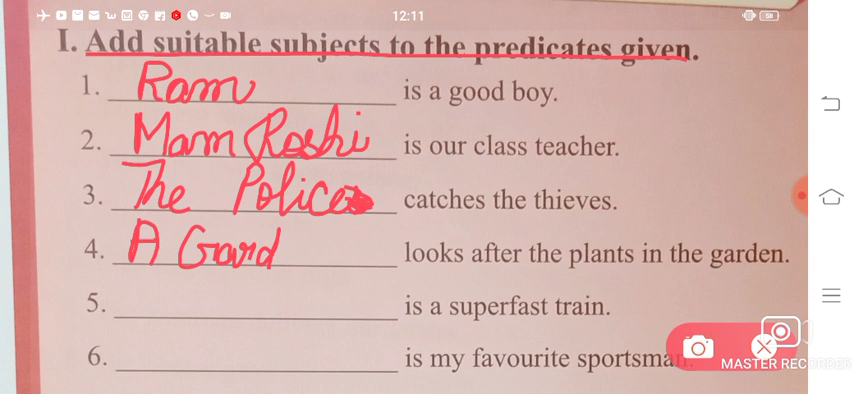 12:11
I. Add suitable subjects to the predicates given.
1. Ram is a good boy.
2. Mam Roshi is our class teacher.
3. The Police catches the thieves.
4. A Gard looks after the plants in the garden.
5. is a superfast train.
6. is my favourite sportsman.
MASTER RECORDER